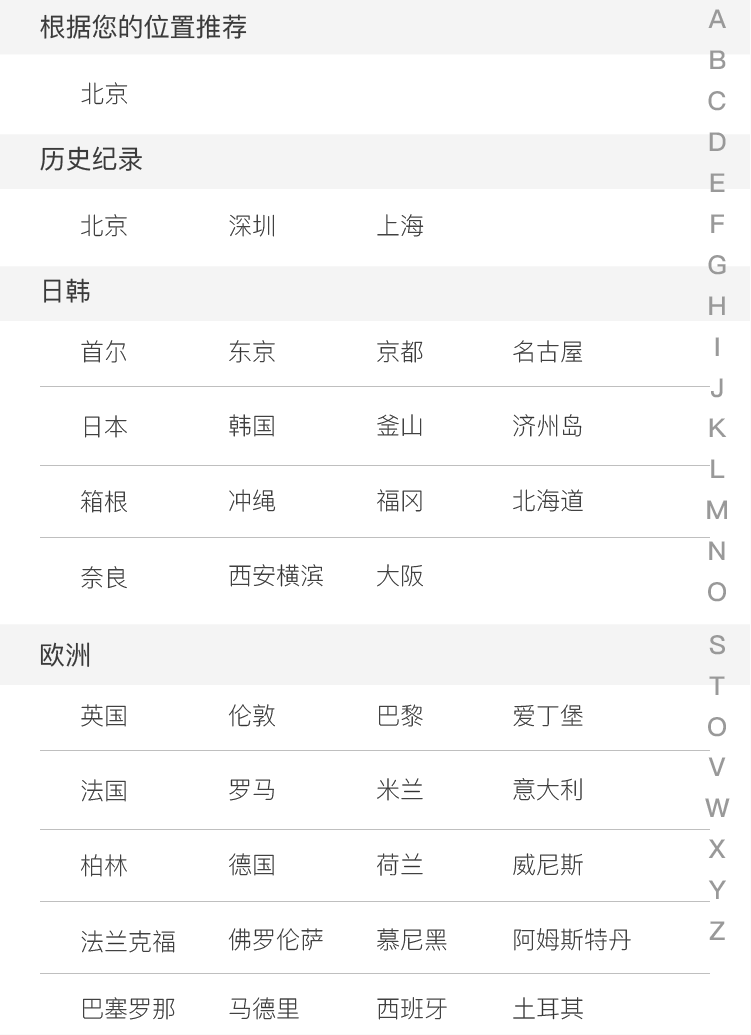 根据您的位置推荐
北京
历史纪录
北京 深圳 上海
日韩
首尔 东京 京都 名古屋
日本 韩国 釜山 济州岛
箱根 冲绳 福冈 北海道
奈良 西安横滨 大阪
欧洲
英国 伦敦 巴黎 爱丁堡
法国 罗马 米兰 意大利
柏林 德国 荷兰 威尼斯
法兰克福 佛罗伦萨 慕尼黑 阿姆斯特丹
巴塞罗那 马德里 西班牙 土耳其
A
B
C
D
E
F
G
H
I
J
K
L
M
N
O
S
T
O
V
W
X
Y
Z